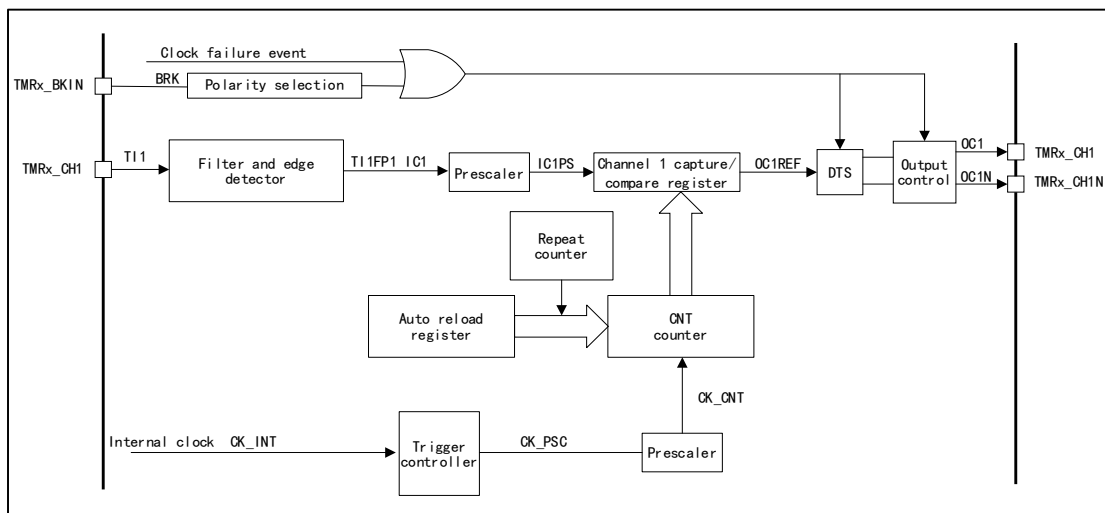 Clock failure event
TMRx_BKIN
BRK
Polarity selection
TMRx_CH1
TI1
Filter and edge
detector
TI1FP1 IC1
Prescaler
IC1PS
Channel 1 capture/
compare register
OC1REF
DTS
Output
control
OC1
TMRx_CH1
OC1N
TMRx_CH1N
Repeat
counter
Auto reload
register
CNT
counter
CK_CNT
Internal clock CK_INT
Trigger
controller
CK_PSC
Prescaler